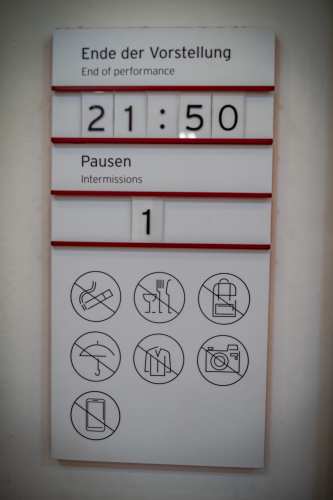 Ende der Vorstellung
End of performance
21:50
Pausen
Intermissions
1